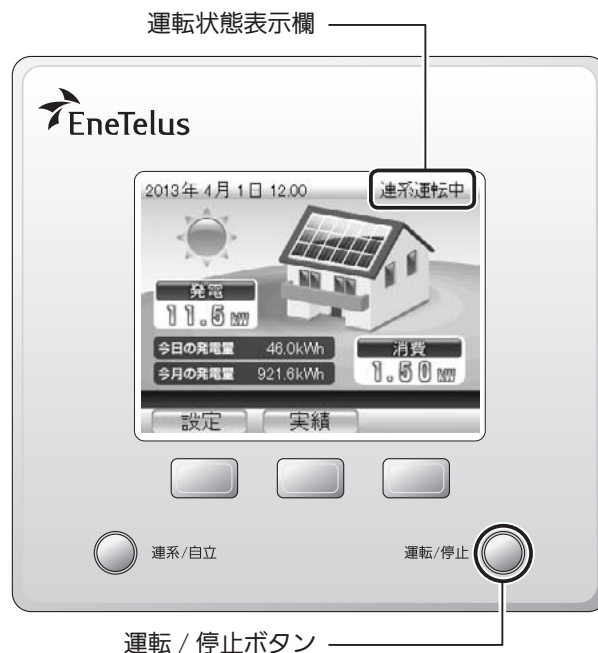 運転状態表示欄
EneTelus
2013年 4月 1日 12.00 連系運転中
発電
11.5 kW
今日の発電量 46.0kWh
今月の発電量 921.6kWh
消費
1.50 kW
設定 実績
連系/自立 運転/停止
運転 / 停止ボタン